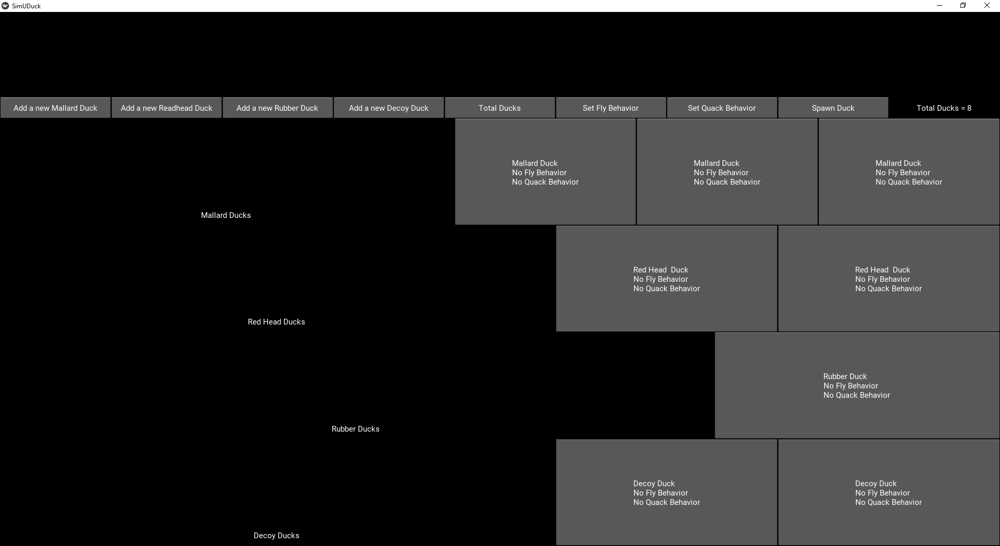 SimUDuck
Add a new Mallard Duck
Add a new Readhead Duck
Add a new Rubber Duck
Add a new Decoy Duck
Total Ducks
Set Fly Behavior
Set Quack Behavior
Spawn Duck
Total Ducks = 8
Mallard Ducks
Mallard Duck
No Fly Behavior
No Quack Behavior
Mallard Duck
No Fly Behavior
No Quack Behavior
Mallard Duck
No Fly Behavior
No Quack Behavior
Red Head Ducks
Red Head  Duck
No Fly Behavior
No Quack Behavior
Red Head  Duck
No Fly Behavior
No Quack Behavior
Rubber Ducks
Rubber Duck
No Fly Behavior
No Quack Behavior
Decoy Ducks
Decoy Duck
No Fly Behavior
No Quack Behavior
Decoy Duck
No Fly Behavior
No Quack Behavior